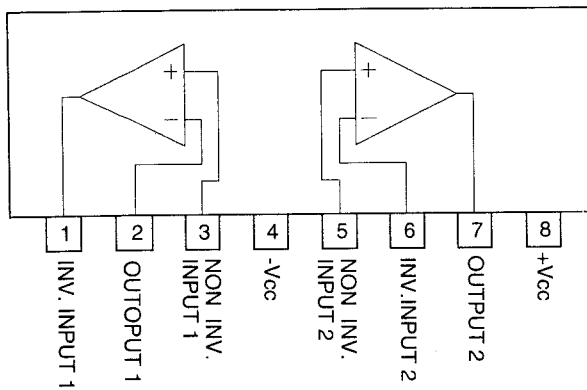 +
−
+
−
1
2
3
4
5
6
7
8
INV. INPUT 1
OUTOPUT 1
NON INV.
INPUT 1
-Vcc
NON INV.
INPUT 2
INV.INPUT 2
OUTPUT 2
+Vcc